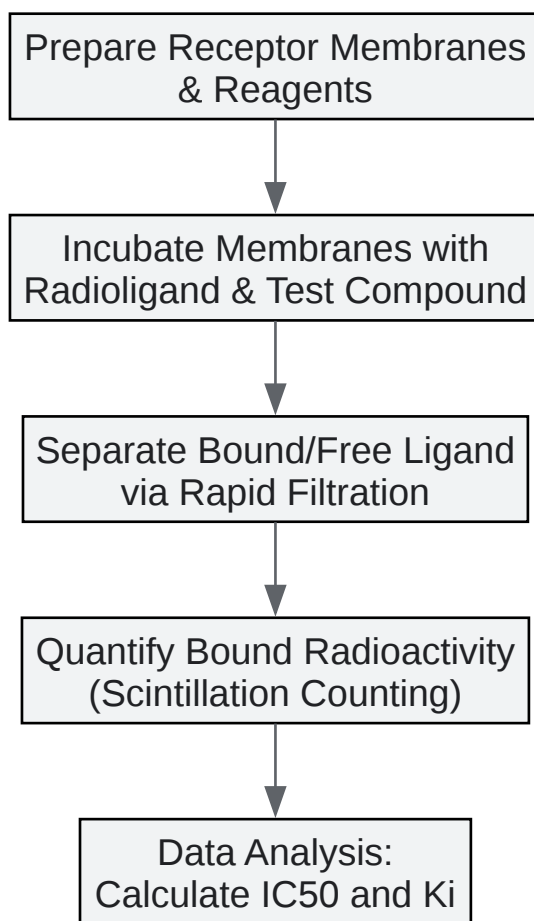 Prepare Receptor Membranes
& Reagents
Incubate Membranes with
Radioligand & Test Compound
Separate Bound/Free Ligand
via Rapid Filtration
Quantify Bound Radioactivity
(Scintillation Counting)
Data Analysis:
Calculate IC50 and Ki